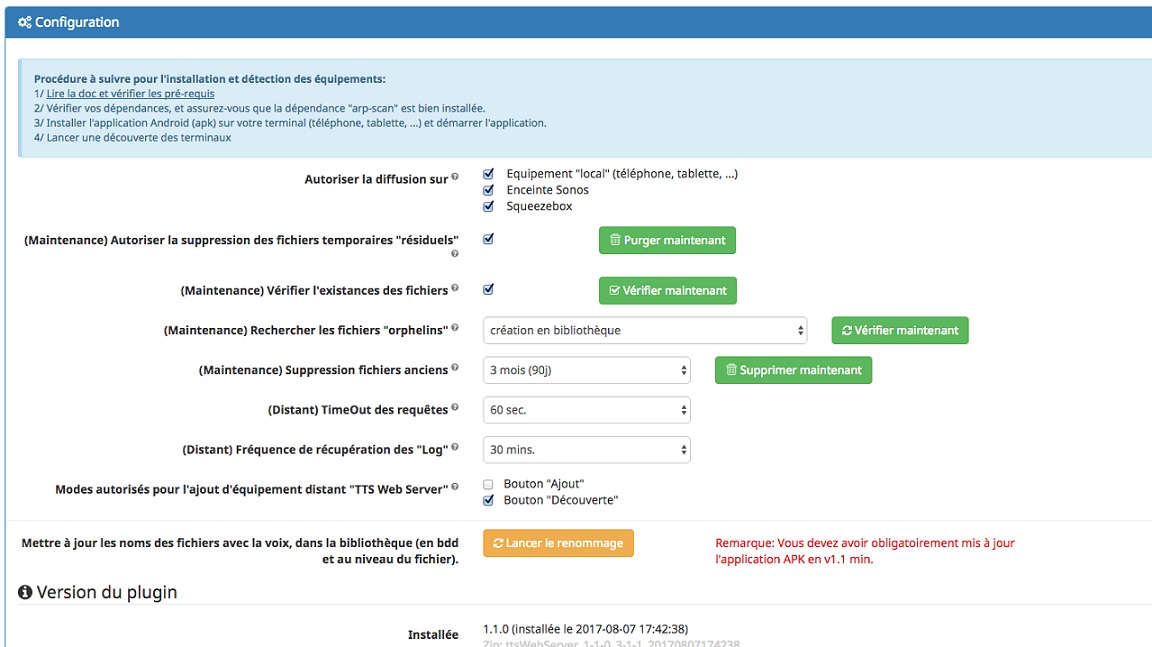 Configuration
Procédure à suivre pour l'installation et détection des équipements:
1/ Lire la doc et vérifier les pré-requis
2/ Vérifier vos dépendances, et assurez-vous que la dépendance "arp-scan" est bien installée.
3/ Installer l'application Android (apk) sur votre terminal (téléphone, tablette, ...) et démarrer l'application.
4/ Lancer une découverte des terminaux
Autoriser la diffusion sur
Equipement "local" (téléphone, tablette, ...)
Enceinte Sonos
Squeezebox
(Maintenance) Autoriser la suppression des fichiers temporaires "résiduels"
Purger maintenant
(Maintenance) Vérifier l'existances des fichiers
Vérifier maintenant
(Maintenance) Rechercher les fichiers "orphelins"
création en bibliothèque
Vérifier maintenant
(Maintenance) Suppression fichiers anciens
3 mois (90j)
Supprimer maintenant
(Distant) TimeOut des requêtes
60 sec.
(Distant) Fréquence de récupération des "Log"
30 mins.
Modes autorisés pour l'ajout d'équipement distant "TTS Web Server"
Bouton "Ajout"
Bouton "Découverte"
Mettre à jour les noms des fichiers avec la voix, dans la bibliothèque (en bdd
et au niveau du fichier).
Lancer le renommage
Remarque: Vous devez avoir obligatoirement mis à jour
l'application APK en v1.1 min.
Version du plugin
Installée
1.1.0 (installée le 2017-08-07 17:42:38)
Zip: ttsWebServer_1-1-0_3-1-1_20170807174238